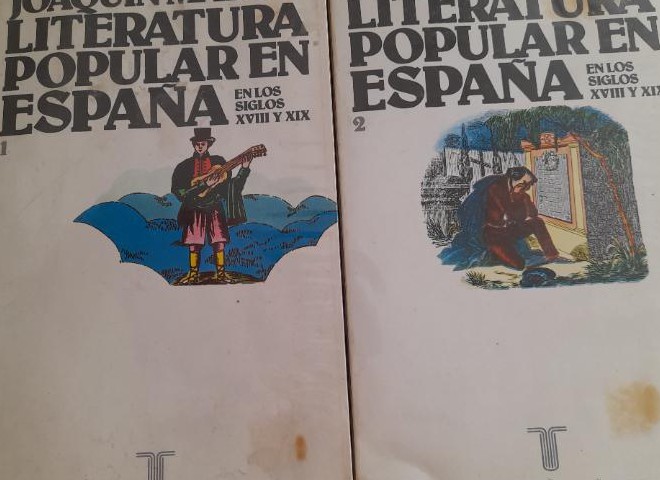 JOAQUIN
LITERATURA
POPULAR EN
ESPAÑA
EN LOS
SIGLOS
XVIII Y XIX
1
LITERATURA
POPULAR EN
ESPAÑA
EN LOS
SIGLOS
XVIII Y XIX
2